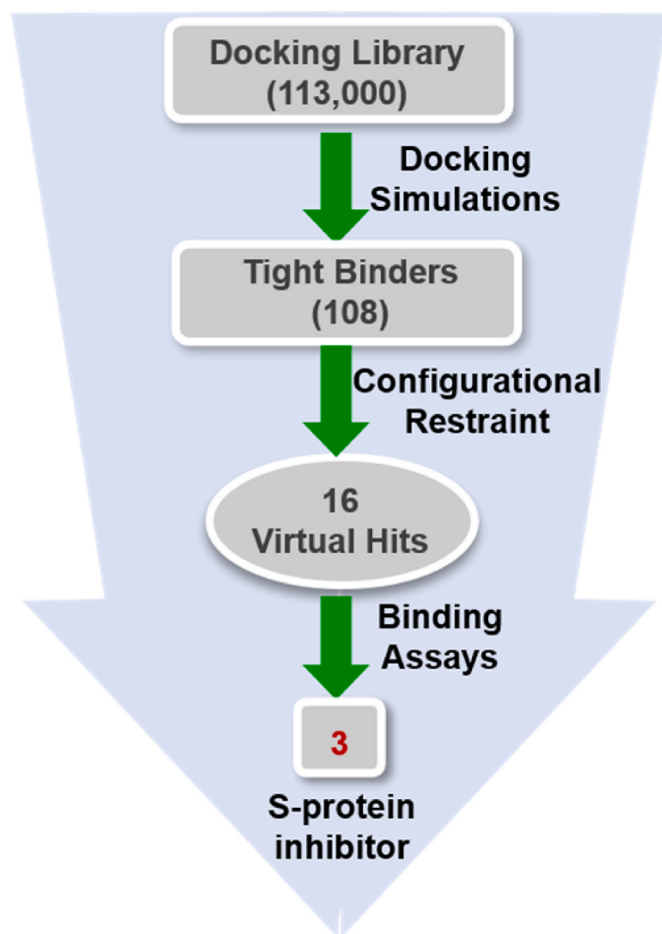 Docking Library
(113,000)
Docking
Simulations
Tight Binders
(108)
Configurational
Restraint
16
Virtual Hits
Binding
Assays
3
S-protein
inhibitor